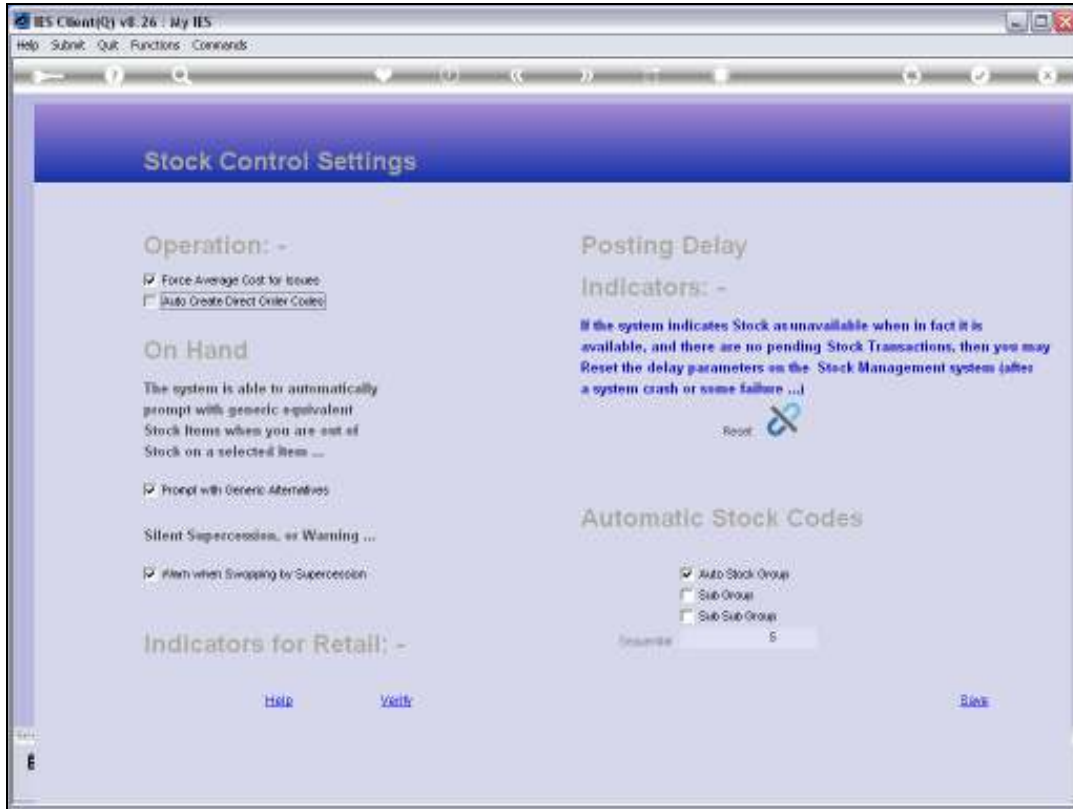 IES Client(Q) v8.26 : My IES
Help Submit Quit Functions Commands
Stock Control Settings
Operation: -
Force Average Cost for Issues
Auto Create Direct Order Codes
On Hand
The system is able to automatically
prompt with generic equivalent
Stock Items when you are out of
Stock on a selected Item ...
Prompt with Generic Alternatives
Silent Supercession, or Warning ...
Warn when Swopping by Supercession
Indicators for Retail: -
Help Verify
Posting Delay
Indicators: -
If the system indicates Stock as unavailable when in fact it is
available, and there are no pending Stock Transactions, then you may
Reset the delay parameters on the Stock Management system (after
a system crash or some failure ...)
Reset
Automatic Stock Codes
Auto Stock Group
Sub Group
Sub Sub Group
Sequential 5
Save